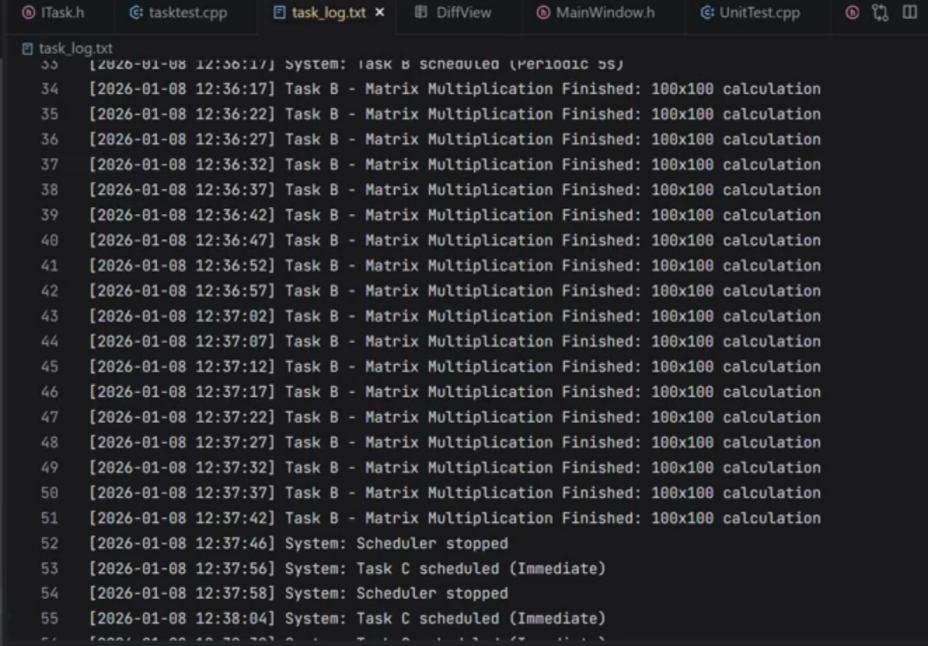 ITask.h
tasktest.cpp
task_log.txt
DiffView
MainWindow.h
UnitTest.cpp
task_log.txt
33 [2026-01-08 12:36:17] System: Task B scheduled (Periodic 5s)
34 [2026-01-08 12:36:17] Task B - Matrix Multiplication Finished: 100x100 calculation
35 [2026-01-08 12:36:22] Task B - Matrix Multiplication Finished: 100x100 calculation
36 [2026-01-08 12:36:27] Task B - Matrix Multiplication Finished: 100x100 calculation
37 [2026-01-08 12:36:32] Task B - Matrix Multiplication Finished: 100x100 calculation
38 [2026-01-08 12:36:37] Task B - Matrix Multiplication Finished: 100x100 calculation
39 [2026-01-08 12:36:42] Task B - Matrix Multiplication Finished: 100x100 calculation
40 [2026-01-08 12:36:47] Task B - Matrix Multiplication Finished: 100x100 calculation
41 [2026-01-08 12:36:52] Task B - Matrix Multiplication Finished: 100x100 calculation
42 [2026-01-08 12:36:57] Task B - Matrix Multiplication Finished: 100x100 calculation
43 [2026-01-08 12:37:02] Task B - Matrix Multiplication Finished: 100x100 calculation
44 [2026-01-08 12:37:07] Task B - Matrix Multiplication Finished: 100x100 calculation
45 [2026-01-08 12:37:12] Task B - Matrix Multiplication Finished: 100x100 calculation
46 [2026-01-08 12:37:17] Task B - Matrix Multiplication Finished: 100x100 calculation
47 [2026-01-08 12:37:22] Task B - Matrix Multiplication Finished: 100x100 calculation
48 [2026-01-08 12:37:27] Task B - Matrix Multiplication Finished: 100x100 calculation
49 [2026-01-08 12:37:32] Task B - Matrix Multiplication Finished: 100x100 calculation
50 [2026-01-08 12:37:37] Task B - Matrix Multiplication Finished: 100x100 calculation
51 [2026-01-08 12:37:42] Task B - Matrix Multiplication Finished: 100x100 calculation
52 [2026-01-08 12:37:46] System: Scheduler stopped
53 [2026-01-08 12:37:56] System: Task C scheduled (Immediate)
54 [2026-01-08 12:37:58] System: Scheduler stopped
55 [2026-01-08 12:38:04] System: Task C scheduled (Immediate)